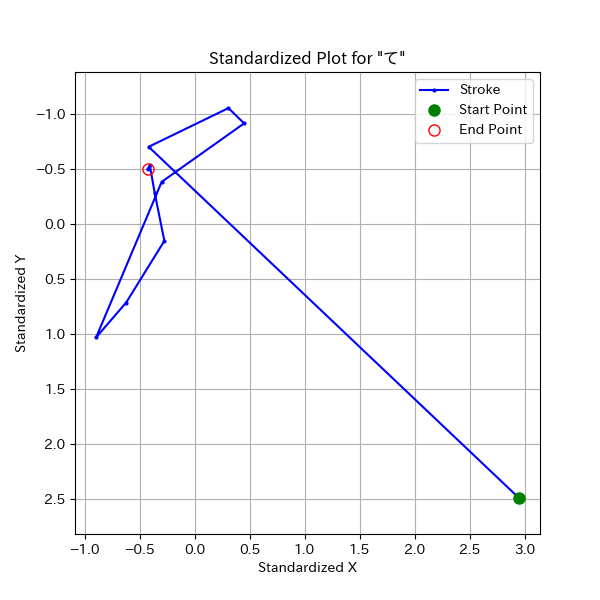 Standardized Plot for "て"
Stroke
Start Point
End Point
−1.0
−0.5
0.0
0.5
1.0
1.5
2.0
2.5
Standardized Y
−1.0 −0.5 0.0 0.5 1.0 1.5 2.0 2.5 3.0
Standardized X